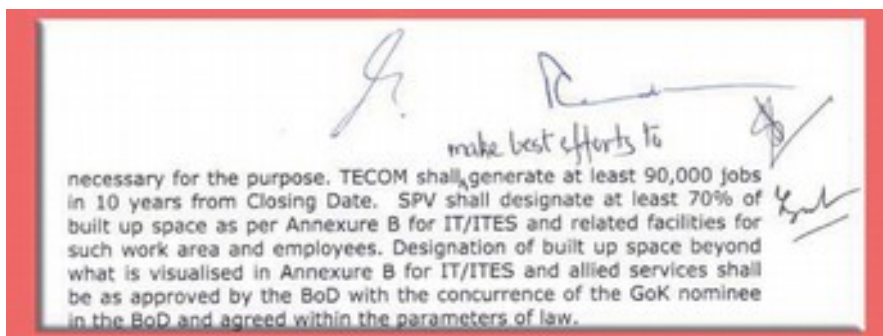 make best efforts to
necessary for the purpose. TECOM shall generate at least 90,000 jobs
in 10 years from Closing Date. SPV shall designate at least 70% of
built up space as per Annexure B for IT/ITES and related facilities for
such work area and employees. Designation of built up space beyond
what is visualised in Annexure B for IT/ITES and allied services shall
be as approved by the BoD with the concurrence of the GoK nominee
in the BoD and agreed within the parameters of law.